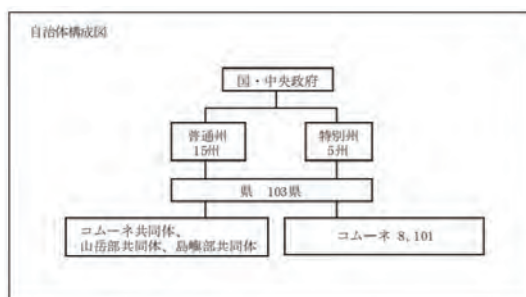 自治体構成図
国・中央政府
普通州
15州
特別州
5州
県 103県
コムーネ共同体、
山岳部共同体、島嶼部共同体
コムーネ 8,101